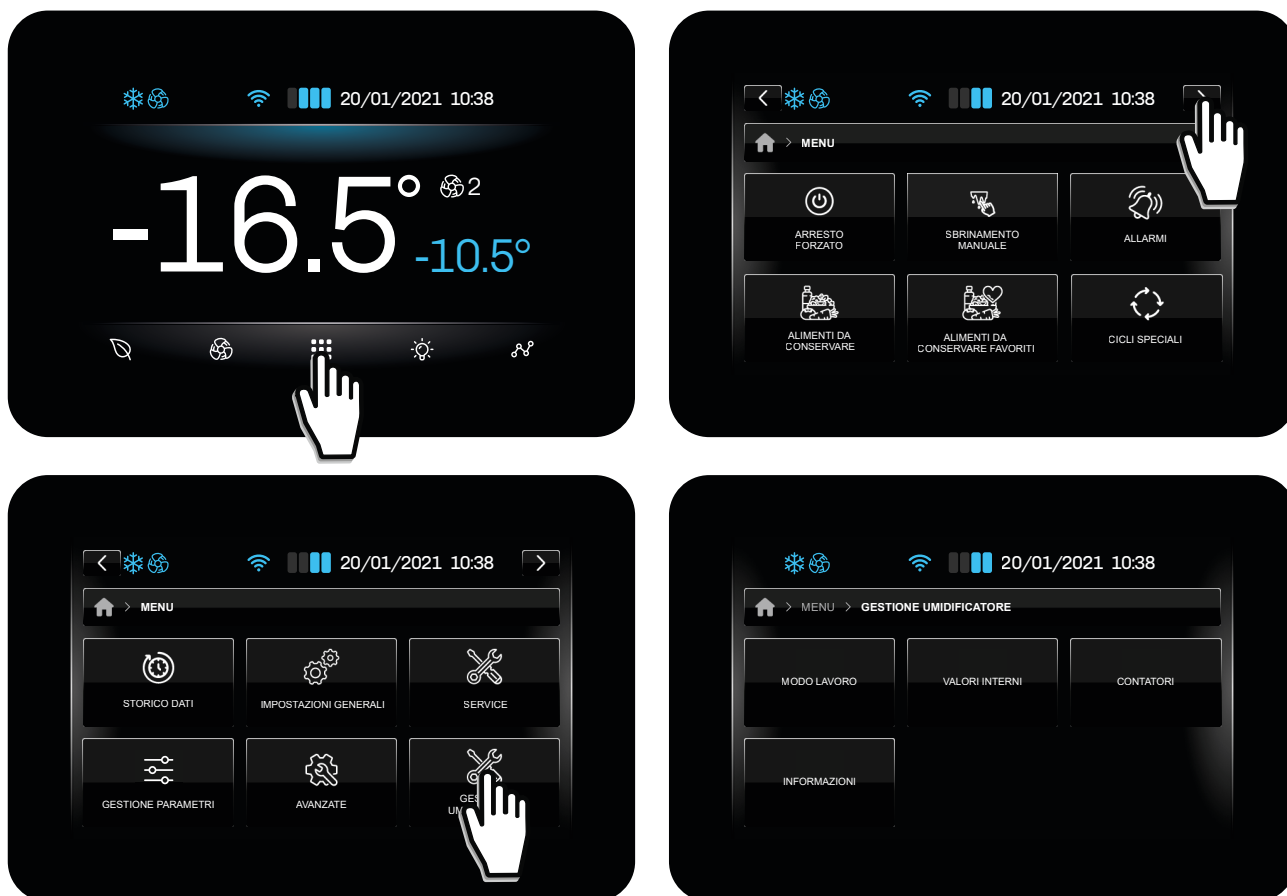 20/01/2021 10:38
-16.5° 2
-10.5°
20/01/2021 10:38
> MENU
ARRESTO
FORZATO
SBRINAMENTO
MANUALE
ALLARMI
ALIMENTI DA
CONSERVARE
ALIMENTI DA
CONSERVARE FAVORITI
CICLI SPECIALI
20/01/2021 10:38
> MENU
STORICO DATI
IMPOSTAZIONI GENERALI
SERVICE
GESTIONE PARAMETRI
AVANZATE
20/01/2021 10:38
> MENU > GESTIONE UMIDIFICATORE
MODO LAVORO
VALORI INTERNI
CONTATORI
INFORMAZIONI